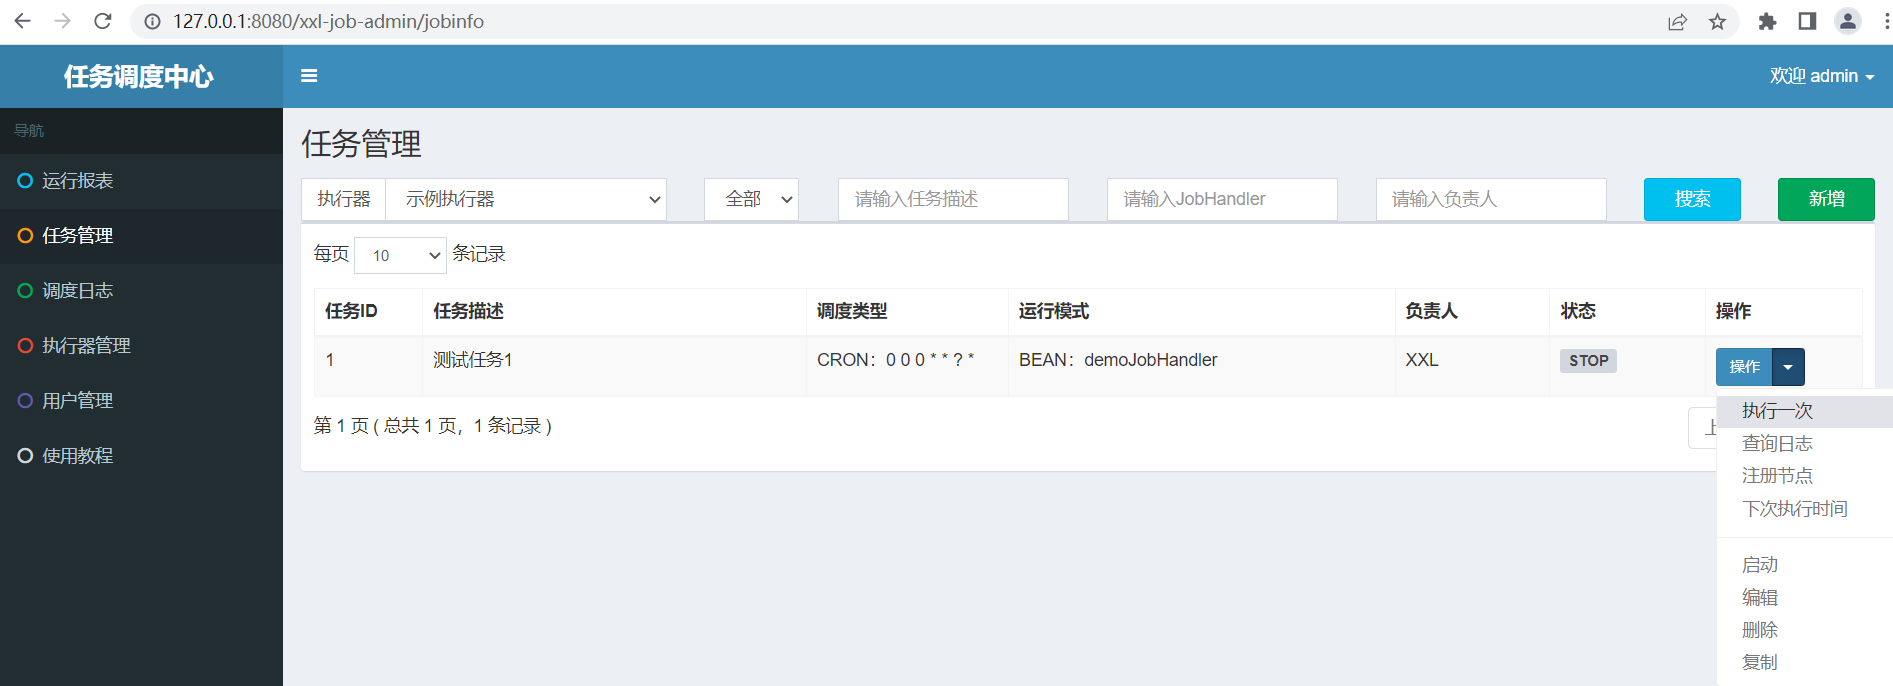 127.0.0.1:8080/xxl-job-admin/jobinfo
任务调度中心
欢迎 admin
导航
运行报表
任务管理
调度日志
执行器管理
用户管理
使用教程
任务管理
执行器 示例执行器 全部 请输入任务描述 请输入JobHandler 请输入负责人 搜索 新增
每页 10 条记录
任务ID 任务描述 调度类型 运行模式 负责人 状态 操作
1 测试任务1 CRON：0 0 0 * * ? * BEAN：demoJobHandler XXL STOP 操作
第 1 页 ( 总共 1 页，1 条记录 )
执行一次
查询日志
注册节点
下次执行时间
启动
编辑
删除
复制